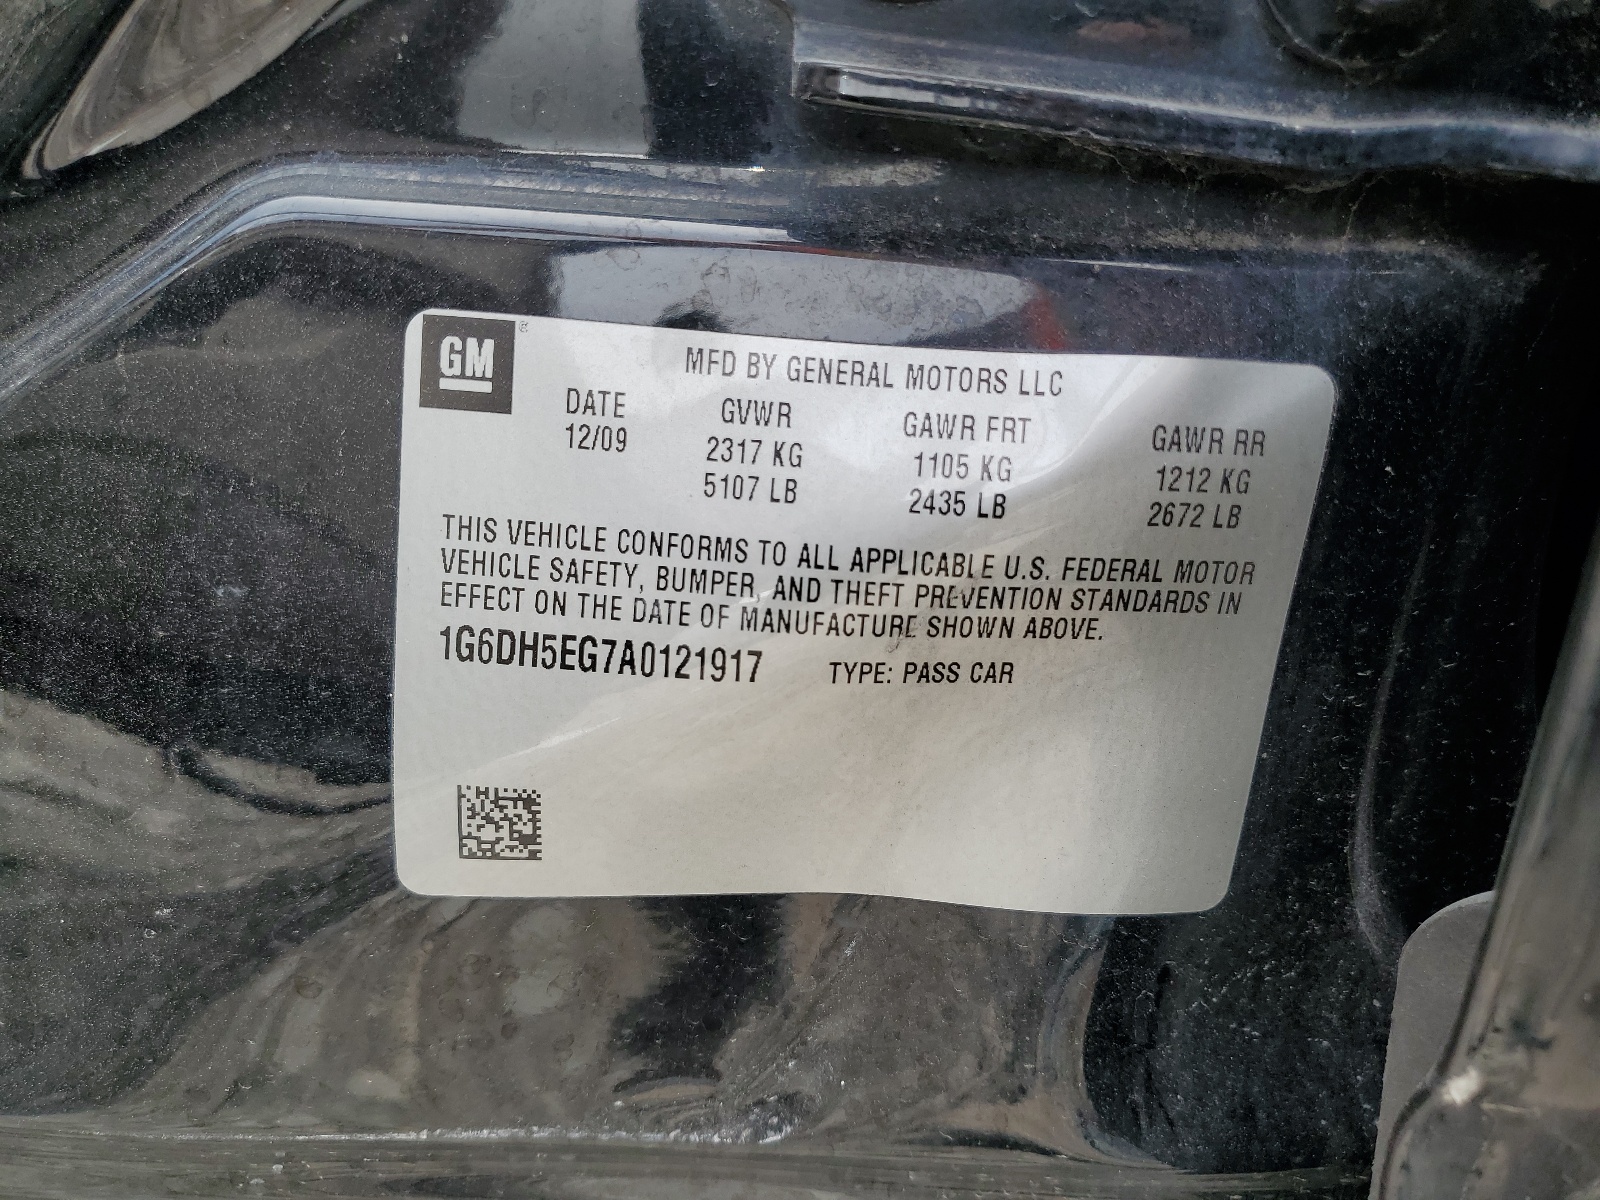 GM®
MFD BY GENERAL MOTORS LLC
DATE GVWR GAWR FRT GAWR RR
12/09 2317 KG 1105 KG 1212 KG
5107 LB 2435 LB 2672 LB
THIS VEHICLE CONFORMS TO ALL APPLICABLE U.S. FEDERAL MOTOR
VEHICLE SAFETY, BUMPER, AND THEFT PREVENTION STANDARDS IN
EFFECT ON THE DATE OF MANUFACTURE SHOWN ABOVE.
1G6DH5EG7A0121917 TYPE: PASS CAR